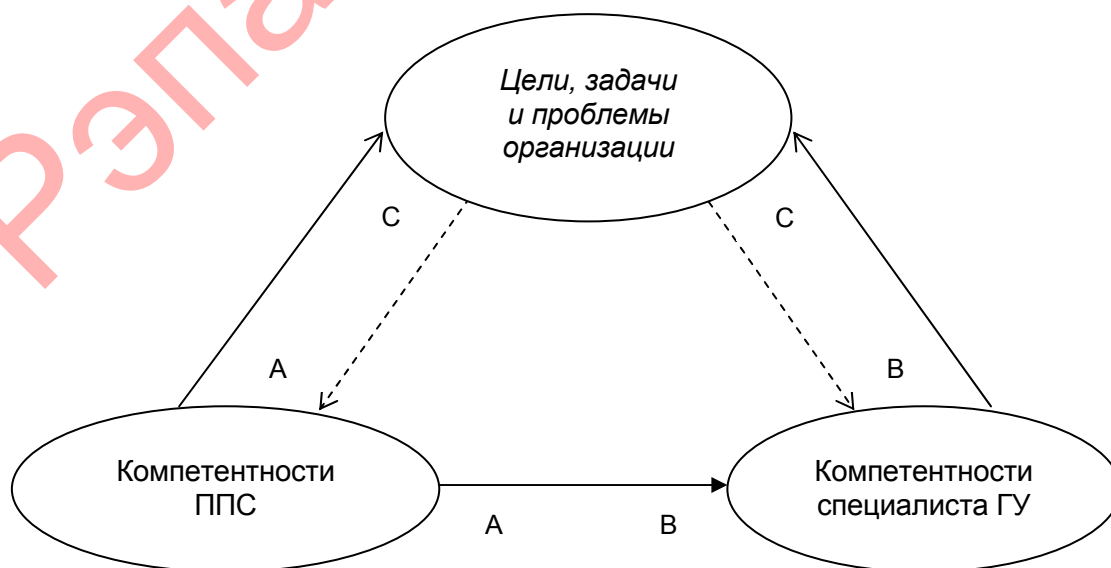 Рэпа
Цели, задачи
и проблемы
организации
С
С
А
В
Компетентности
ППС
Компетентности
специалиста ГУ
А
В